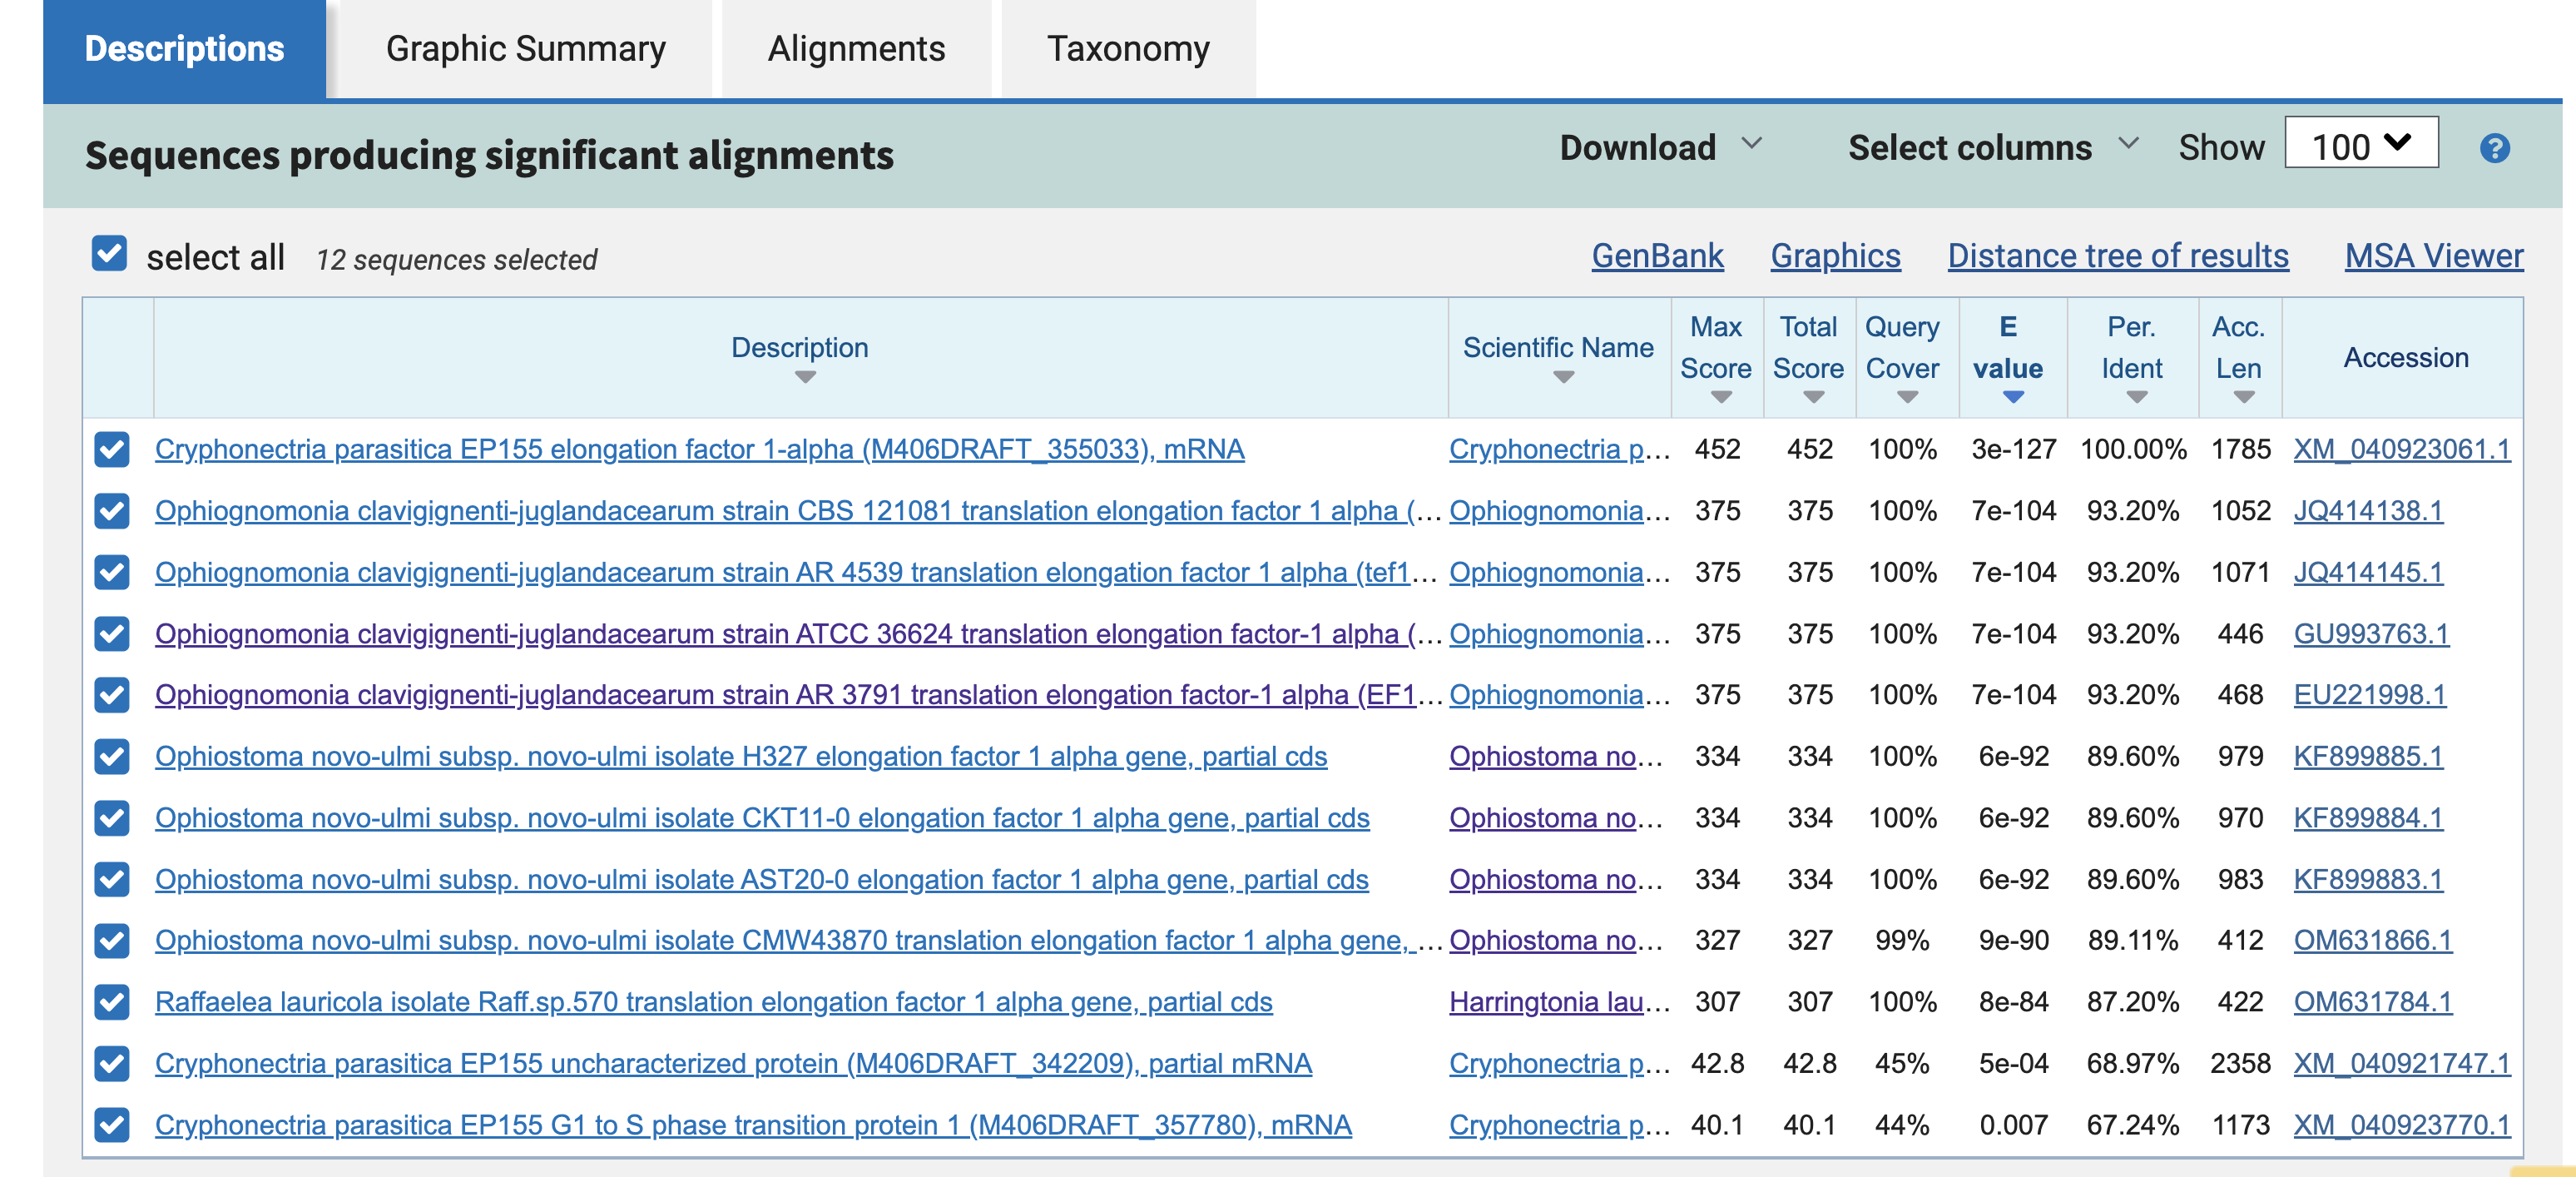 Descriptions Graphic Summary Alignments Taxonomy
Sequences producing significant alignments Download Select columns Show 100 ?
select all 12 sequences selected GenBank Graphics Distance tree of results MSA Viewer
Description Scientific Name Max Score Total Score Query Cover E value Per. Ident Acc. Len Accession
Cryphonectria parasitica EP155 elongation factor 1-alpha (M406DRAFT_355033), mRNA Cryphonectria p... 452 452 100% 3e-127 100.00% 1785 XM_040923061.1
Ophiognomonia clavigignenti-juglandacearum strain CBS 121081 translation elongation factor 1 alpha (... Ophiognomonia... 375 375 100% 7e-104 93.20% 1052 JQ414138.1
Ophiognomonia clavigignenti-juglandacearum strain AR 4539 translation elongation factor 1 alpha (tef1... Ophiognomonia... 375 375 100% 7e-104 93.20% 1071 JQ414145.1
Ophiognomonia clavigignenti-juglandacearum strain ATCC 36624 translation elongation factor-1 alpha (... Ophiognomonia... 375 375 100% 7e-104 93.20% 446 GU993763.1
Ophiognomonia clavigignenti-juglandacearum strain AR 3791 translation elongation factor-1 alpha (EF1... Ophiognomonia... 375 375 100% 7e-104 93.20% 468 EU221998.1
Ophiostoma novo-ulmi subsp. novo-ulmi isolate H327 elongation factor 1 alpha gene, partial cds Ophiostoma no... 334 334 100% 6e-92 89.60% 979 KF899885.1
Ophiostoma novo-ulmi subsp. novo-ulmi isolate CKT11-0 elongation factor 1 alpha gene, partial cds Ophiostoma no... 334 334 100% 6e-92 89.60% 970 KF899884.1
Ophiostoma novo-ulmi subsp. novo-ulmi isolate AST20-0 elongation factor 1 alpha gene, partial cds Ophiostoma no... 334 334 100% 6e-92 89.60% 983 KF899883.1
Ophiostoma novo-ulmi subsp. novo-ulmi isolate CMW43870 translation elongation factor 1 alpha gene, ... Ophiostoma no... 327 327 99% 9e-90 89.11% 412 OM631866.1
Raffaelea lauricola isolate Raff.sp.570 translation elongation factor 1 alpha gene, partial cds Harringtonia lau... 307 307 100% 8e-84 87.20% 422 OM631784.1
Cryphonectria parasitica EP155 uncharacterized protein (M406DRAFT_342209), partial mRNA Cryphonectria p... 42.8 42.8 45% 5e-04 68.97% 2358 XM_040921747.1
Cryphonectria parasitica EP155 G1 to S phase transition protein 1 (M406DRAFT_357780), mRNA Cryphonectria p... 40.1 40.1 44% 0.007 67.24% 1173 XM_040923770.1